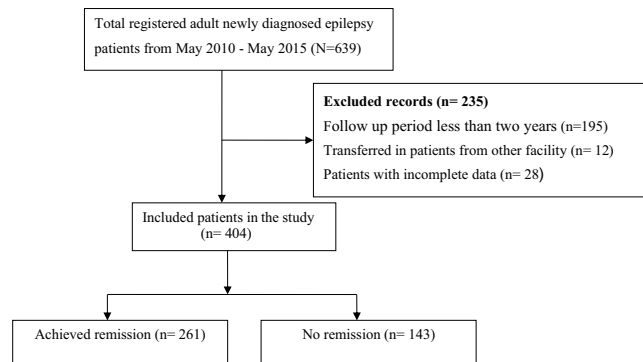 Total registered adult newly diagnosed epilepsy
patients from May 2010 - May 2015 (N=639)
Excluded records (n= 235)
Follow up period less than two years (n=195)
Transferred in patients from other facility (n= 12)
Patients with incomplete data (n= 28)
Included patients in the study
(n= 404)
Achieved remission (n= 261)
No remission (n= 143)